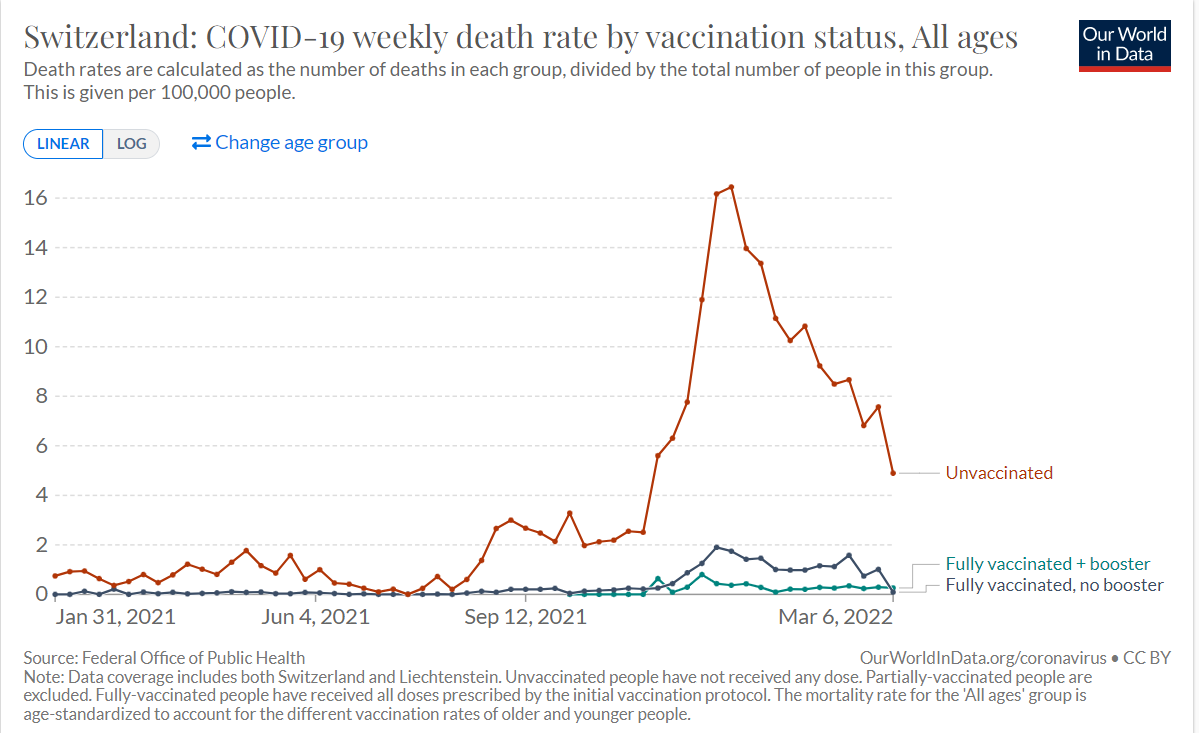 Switzerland: COVID-19 weekly death rate by vaccination status, All ages
Our World
in Data
Death rates are calculated as the number of deaths in each group, divided by the total number of people in this group.
This is given per 100,000 people.
LINEAR
LOG
Change age group
16
14
12
10
8
6
4
2
0
Unvaccinated
Fully vaccinated + booster
Fully vaccinated, no booster
Jan 31, 2021
Jun 4, 2021
Sep 12, 2021
Mar 6, 2022
Source: Federal Office of Public Health
OurWorldInData.org/coronavirus • CC BY
Note: Data coverage includes both Switzerland and Liechtenstein. Unvaccinated people have not received any dose. Partially-vaccinated people are
excluded. Fully-vaccinated people have received all doses prescribed by the initial vaccination protocol. The mortality rate for the 'All ages' group is
age-standardized to account for the different vaccination rates of older and younger people.